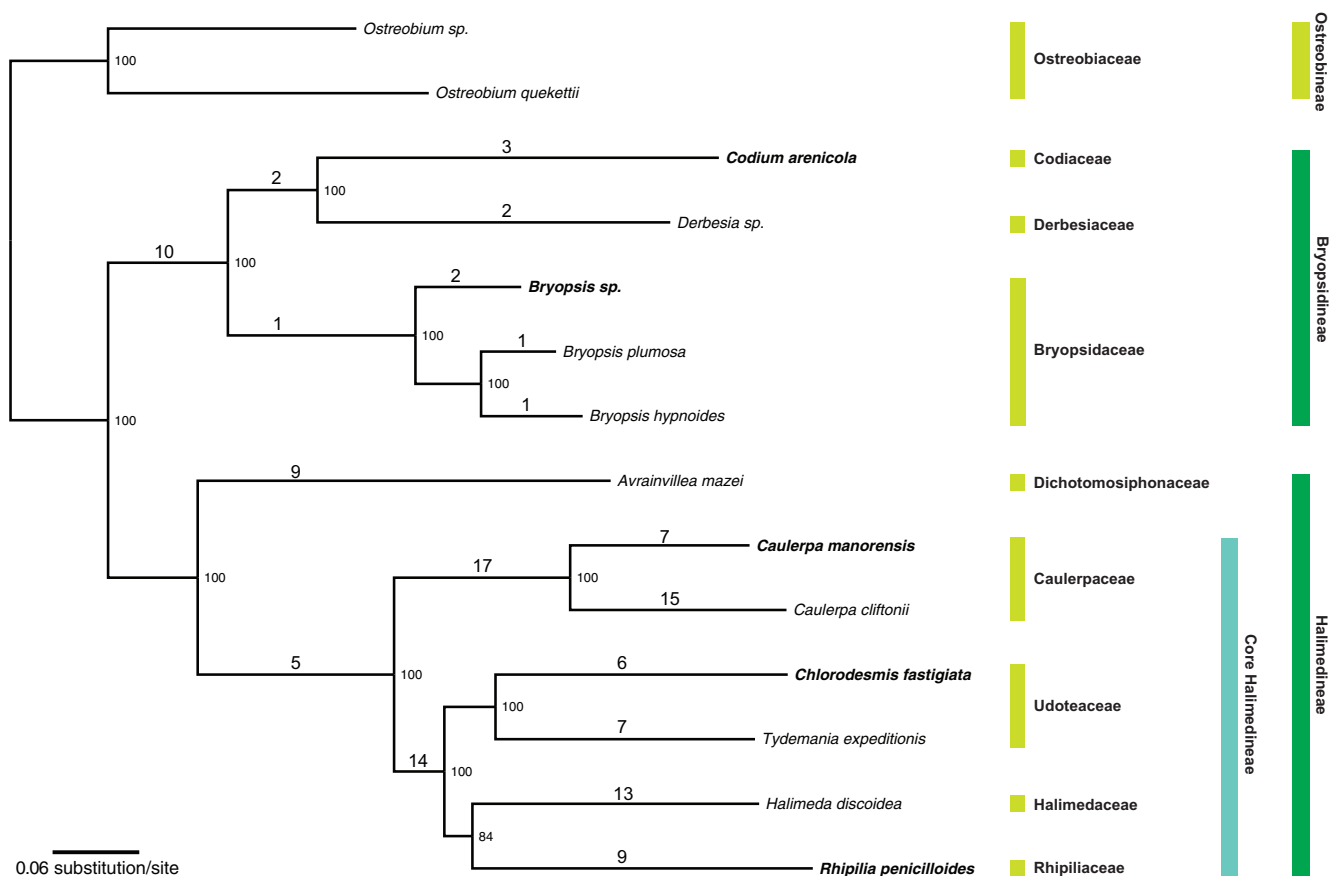 Ostreobium sp.
100
Ostreobiaceae
Ostreobineae
Ostreobium quekettii
3
Codium arenicola
Codiaceae
2
100
2
Derbesia sp.
Derbesiaceae
10
100
Bryopsidineae
2
Bryopsis sp.
1
100
1
Bryopsis plumosa
Bryopsidaceae
100
1
Bryopsis hypnoides
100
9
Avrainvillea mazei
Dichotomosiphonaceae
7
Caulerpa manorensis
17
100
Caulerpaceae
100
15
Caulerpa cliftonii
Halimedineae
Core Halimedineae
5
100
6
Chlorodesmis fastigiata
100
Udoteaceae
7
Tydemania expeditionis
14
100
13
Halimeda discoidea
Halimedaceae
84
9
Rhipilia penicilloides
Rhipiliaceae
0.06 substitution/site